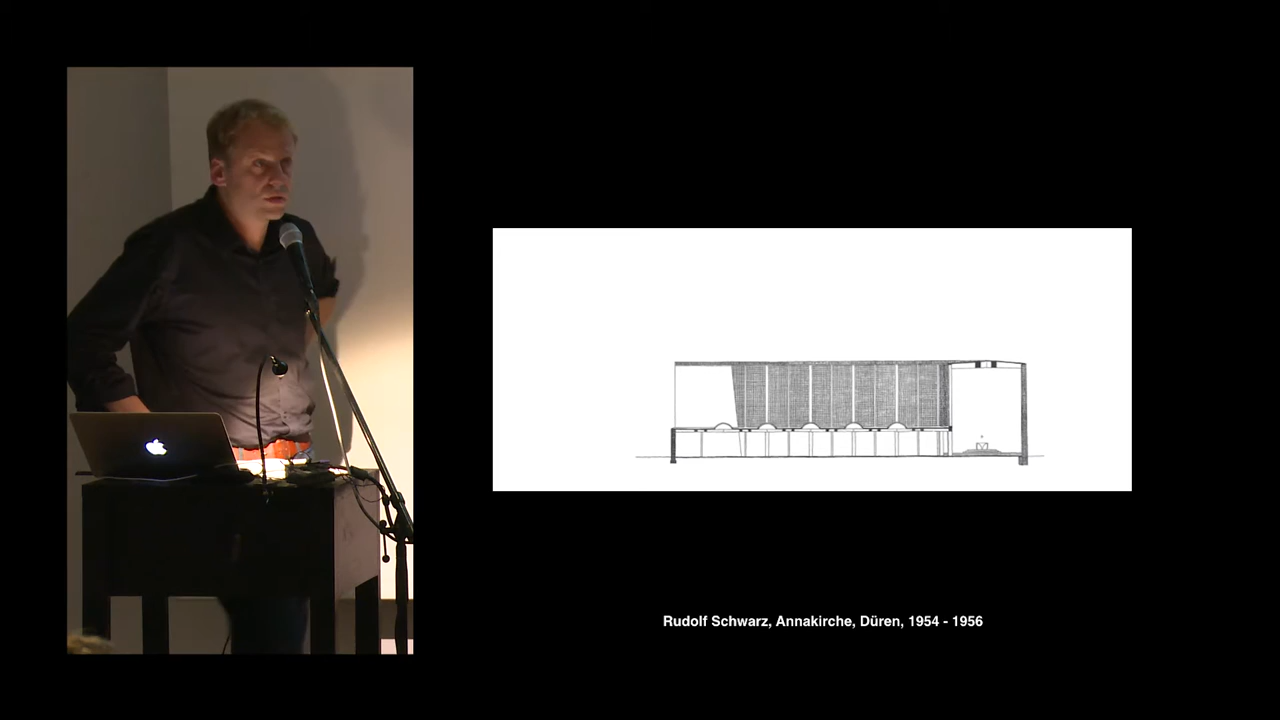 Rudolf Schwarz, Annakirche, Düren, 1954 - 1956